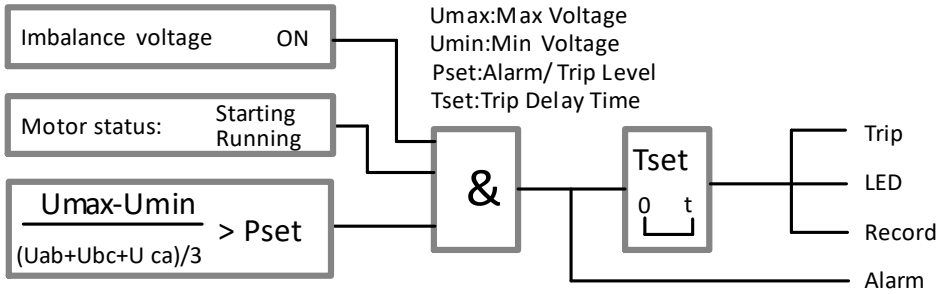 Imbalance voltage ON
Umax:Max Voltage
Umin:Min Voltage
Pset:Alarm/ Trip Level
Tset:Trip Delay Time
Motor status: Starting
Running
Umax-Umin
(Uab+Ubc+U ca)/3
> Pset
&
Tset
0 t
Trip
LED
Record
Alarm